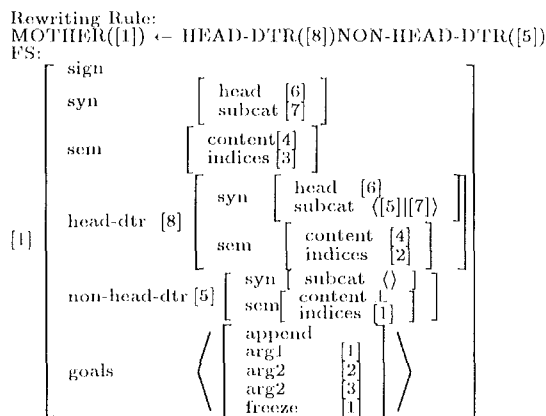 Rewriting Rule:
MOTHER([1]) ← HEAD-DTR([8])NON-HEAD-DTR([5])
FS:
sign
syn head [6]
subcat [7]
sem content[4]
indices [3]
[1] head-dtr [8] syn head [6]
subcat ⟨[5]|[7]⟩
sem content [4]
indices [2]
non-head-dtr [5] syn subcat ⟨⟩
sem content
indices [1]
goals append
arg1 [1]
arg2 [2]
arg2 [3]
freeze [1]